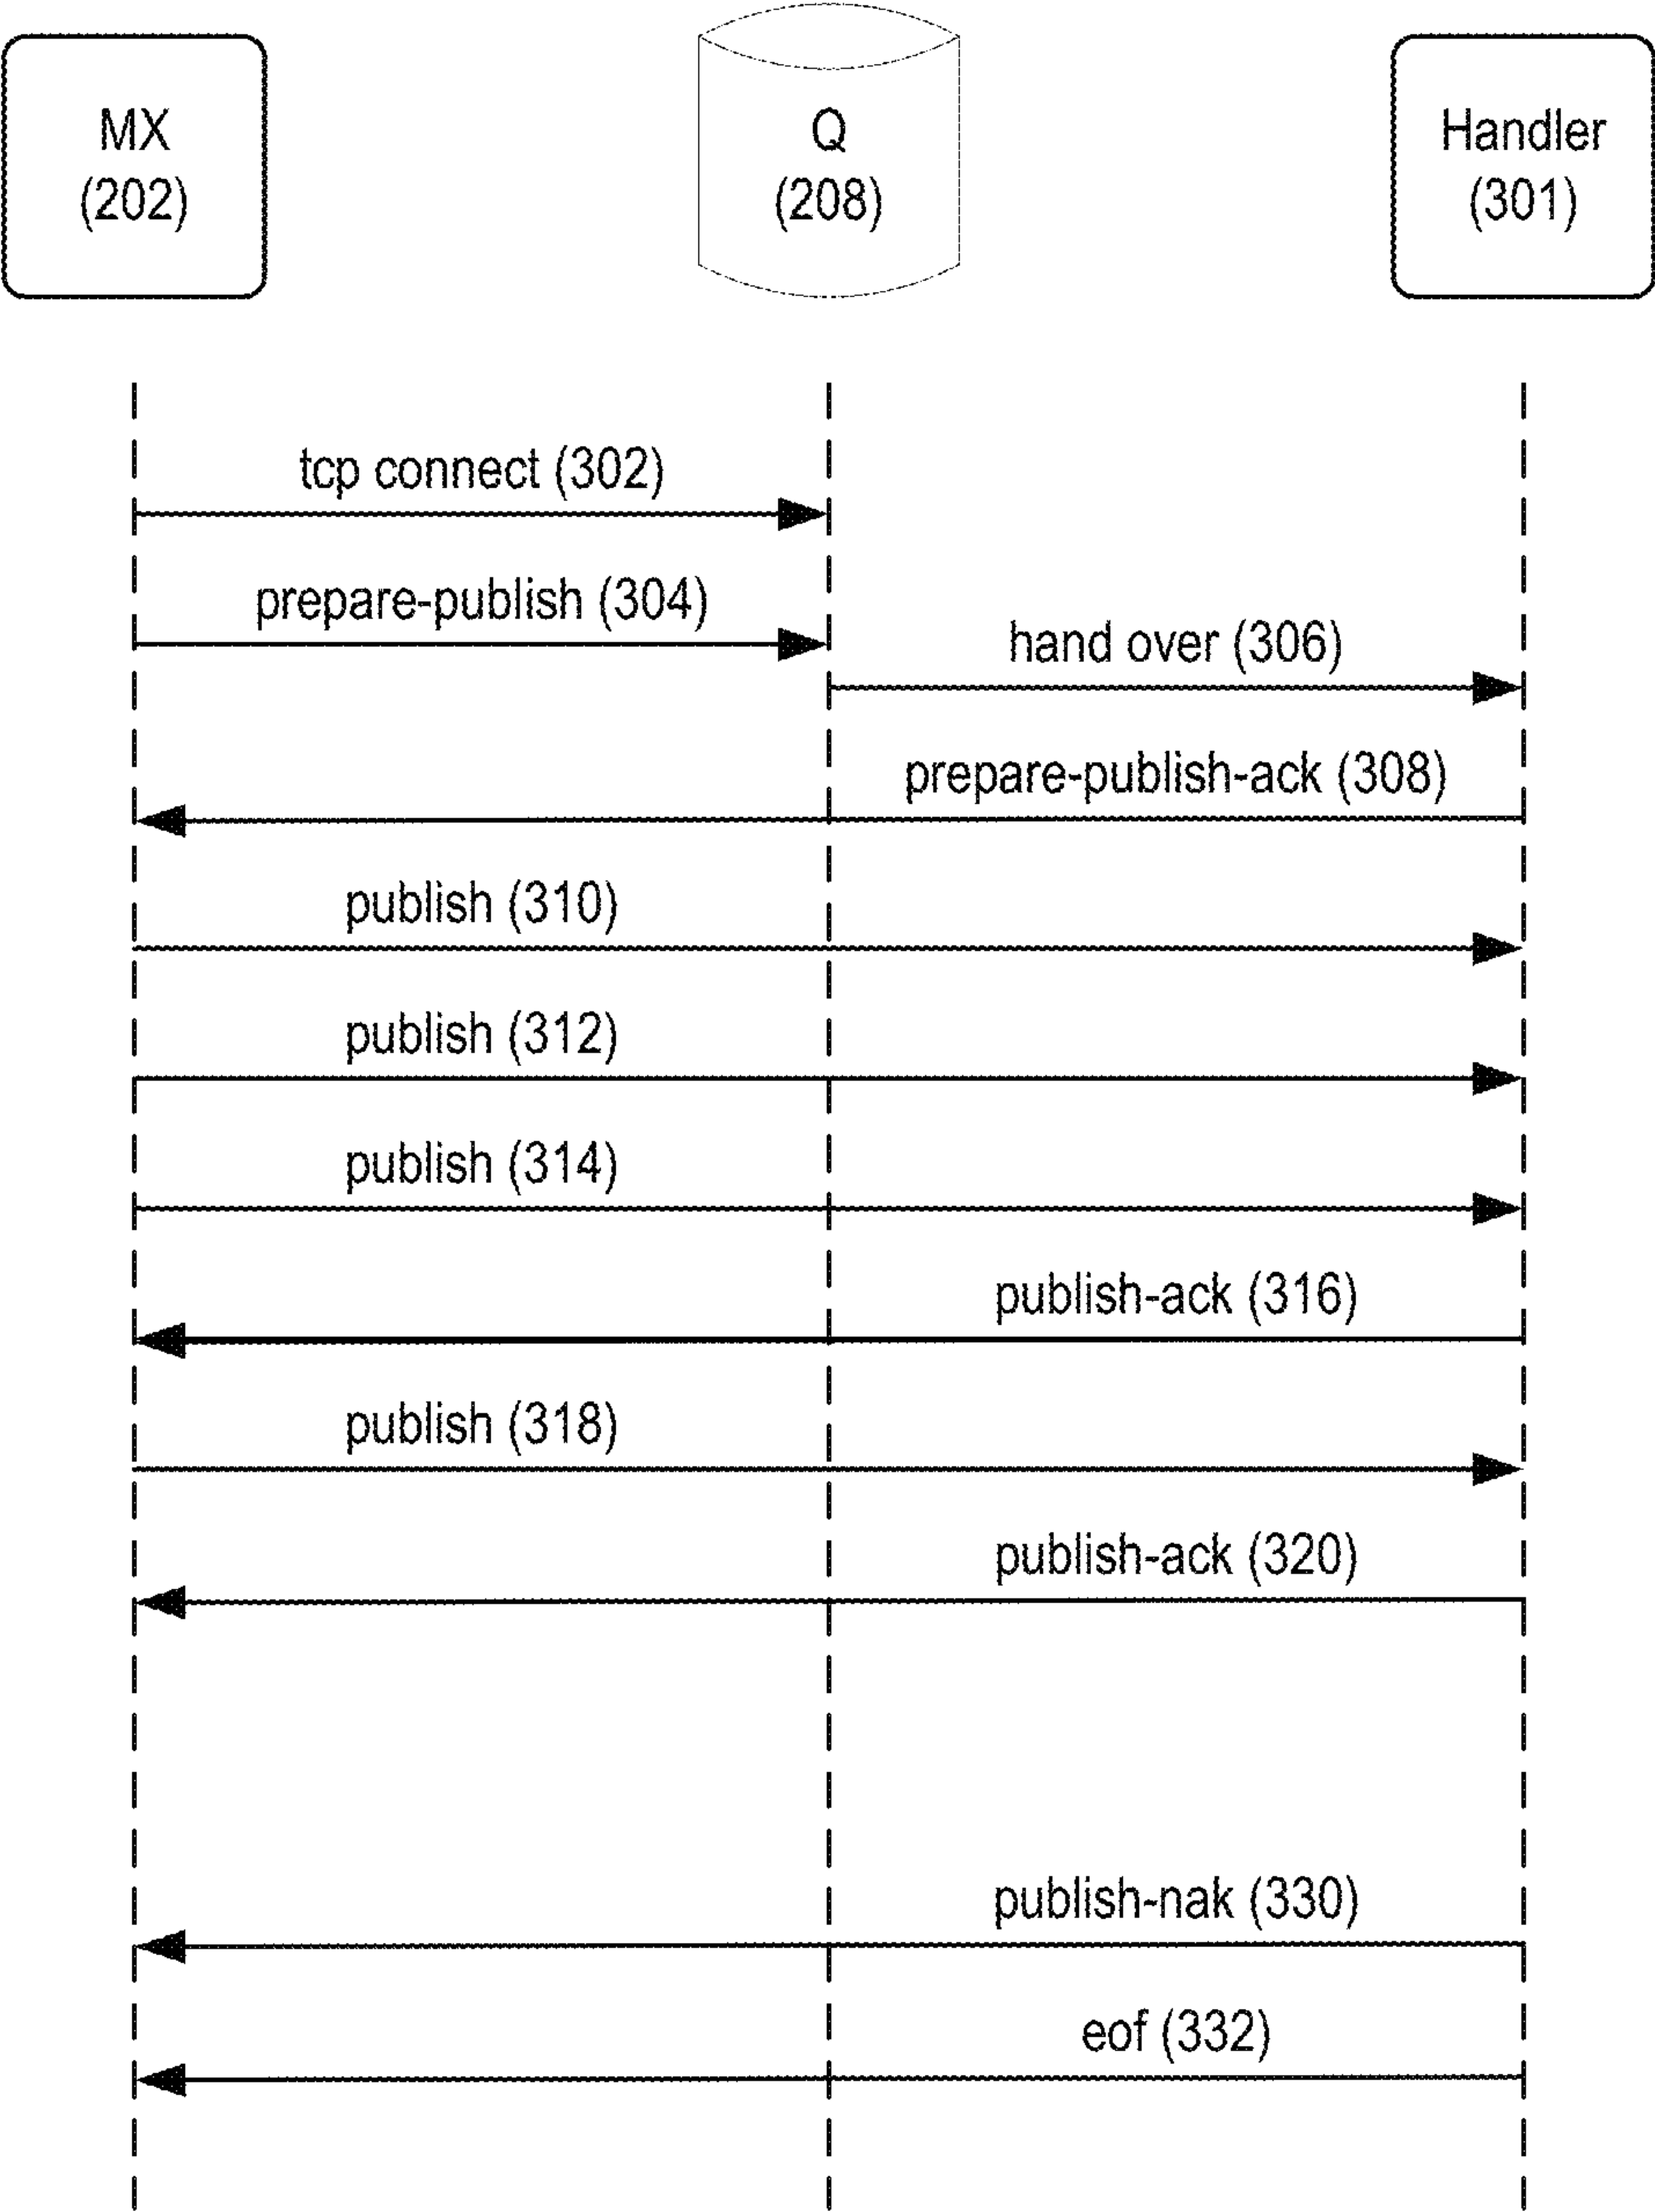 MX
(202)
Q
(208)
Handler
(301)
tcp connect (302)
prepare-publish (304)
hand over (306)
prepare-publish-ack (308)
publish (310)
publish (312)
publish (314)
publish-ack (316)
publish (318)
publish-ack (320)
publish-nak (330)
eof (332)